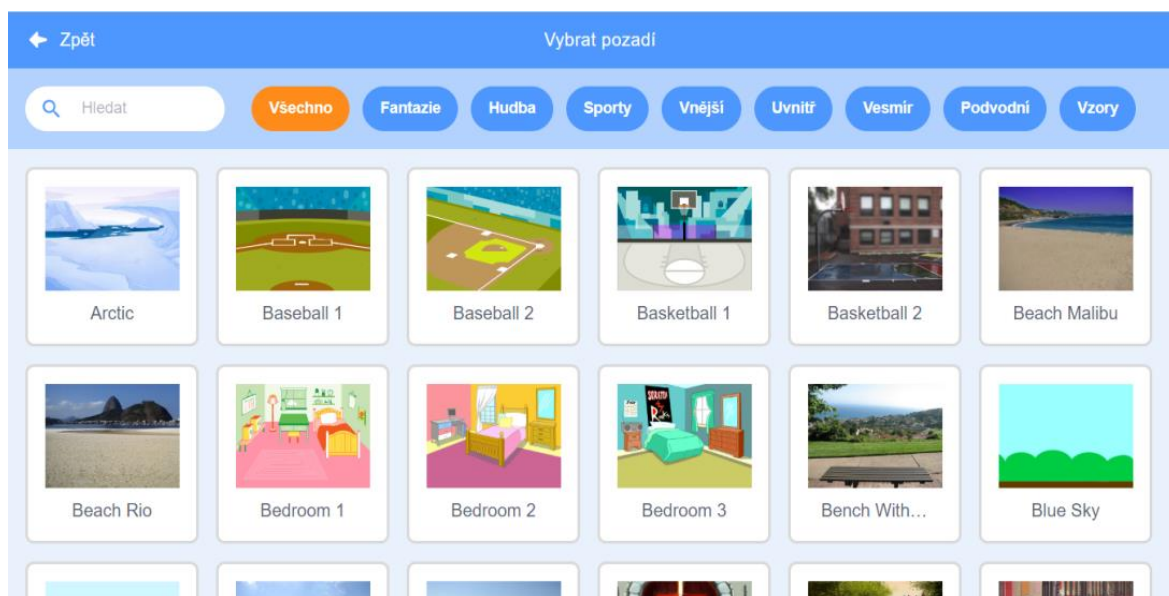 Zpět
Vybrat pozadí
Hledat
Všechno
Fantazie
Hudba
Sporty
Vnější
Uvnitř
Vesmír
Podvodní
Vzory
Arctic
Baseball 1
Baseball 2
Basketball 1
Basketball 2
Beach Malibu
Beach Rio
Bedroom 1
Bedroom 2
Bedroom 3
Bench With...
Blue Sky